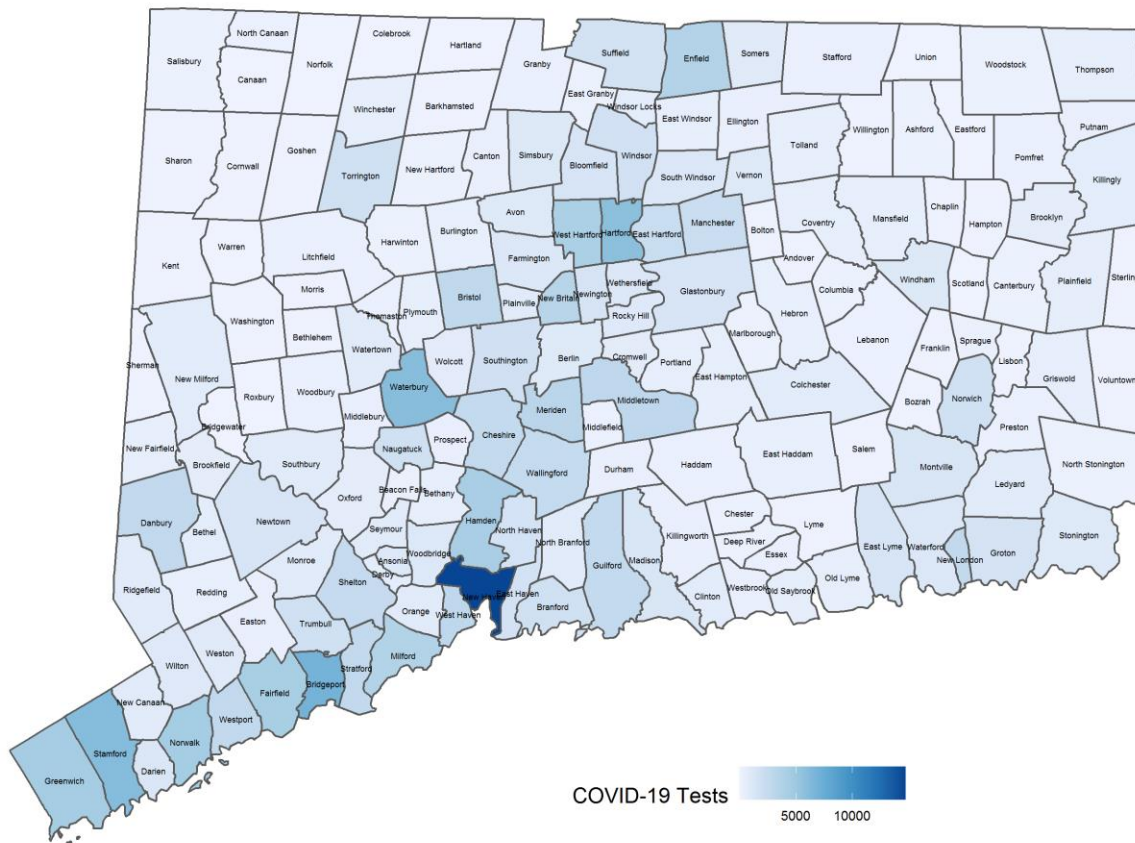 North Canaan
Colebrook
Hartland
Suffield
Enfield
Somers
Stafford
Union
Woodstock
Thompson
Salisbury
Norfolk
Granby
Canaan
East Granby
Windsor Locks
Winchester
Barkhamsted
East Windsor
Ellington
Willington
Ashford
Eastford
Putnam
Sharon
Cornwall
Goshen
Torrington
New Hartford
Canton
Simsbury
Bloomfield
Windsor
South Windsor
Vernon
Tolland
Pomfret
Killingly
Avon
West Hartford
Hartford
East Hartford
Manchester
Bolton
Coventry
Mansfield
Chaplin
Hampton
Brooklyn
Kent
Warren
Litchfield
Harwinton
Burlington
Farmington
Andover
Columbia
Windham
Scotland
Canterbury
Plainfield
Sterlin
Morris
Bristol
Plainville
New Britain
Newington
Wethersfield
Glastonbury
Washington
Bethlehem
Thomaston
Plymouth
Rocky Hill
Marlborough
Hebron
Lebanon
Franklin
Sprague
Lisbon
Griswold
Voluntown
Sherman
New Milford
Watertown
Wolcott
Southington
Berlin
Cromwell
Portland
East Hampton
Colchester
Bozrah
Norwich
Preston
Roxbury
Woodbury
Waterbury
Middlebury
Meriden
Middletown
Middlefield
New Fairfield
Bridgewater
Brookfield
Southbury
Naugatuck
Prospect
Cheshire
Wallingford
Durham
Haddam
East Haddam
Salem
Montville
North Stonington
Ledyard
Danbury
Bethel
Newtown
Oxford
Beacon Falls
Bethany
Hamden
North Haven
North Branford
Guilford
Madison
Killingworth
Chester
Deep River
Essex
Lyme
East Lyme
Waterford
New London
Groton
Stonington
Seymour
Woodbridge
Ansonia
Derby
Monroe
Shelton
Ridgefield
Redding
Easton
Trumbull
Orange
New Haven
East Haven
West Haven
Branford
Clinton
Westbrook
Old Saybrook
Old Lyme
Wilton
Weston
Stratford
Milford
Bridgeport
Fairfield
New Canaan
Westport
Norwalk
Darien
Stamford
Greenwich
COVID-19 Tests
5000 10000